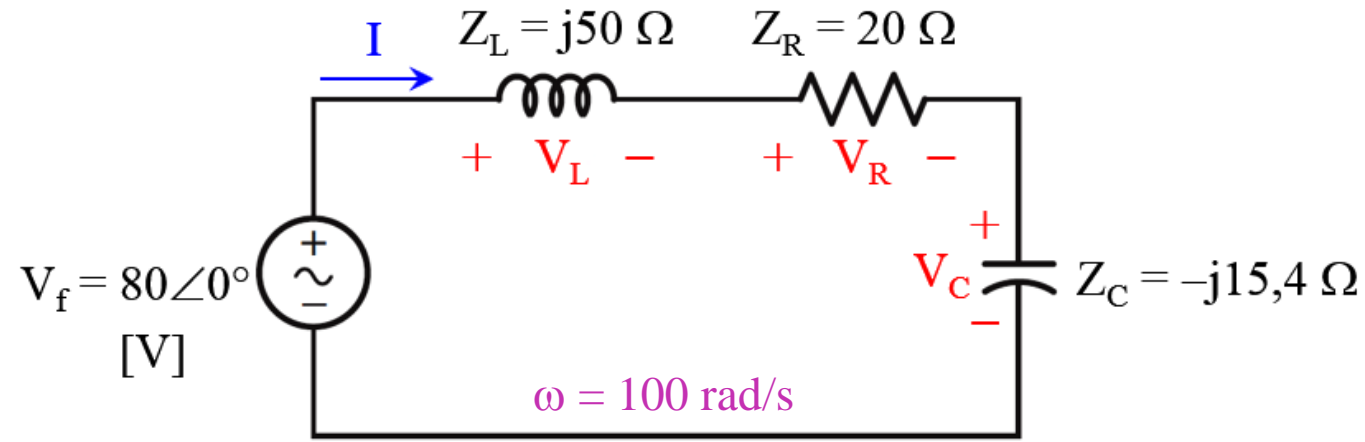 I
Z_L = j50 Ω
Z_R = 20 Ω
+ V_L −
+ V_R −
+
V_C
−
Z_C = –j15,4 Ω
+
~
−
V_f = 80∠0°
[V]
ω = 100 rad/s